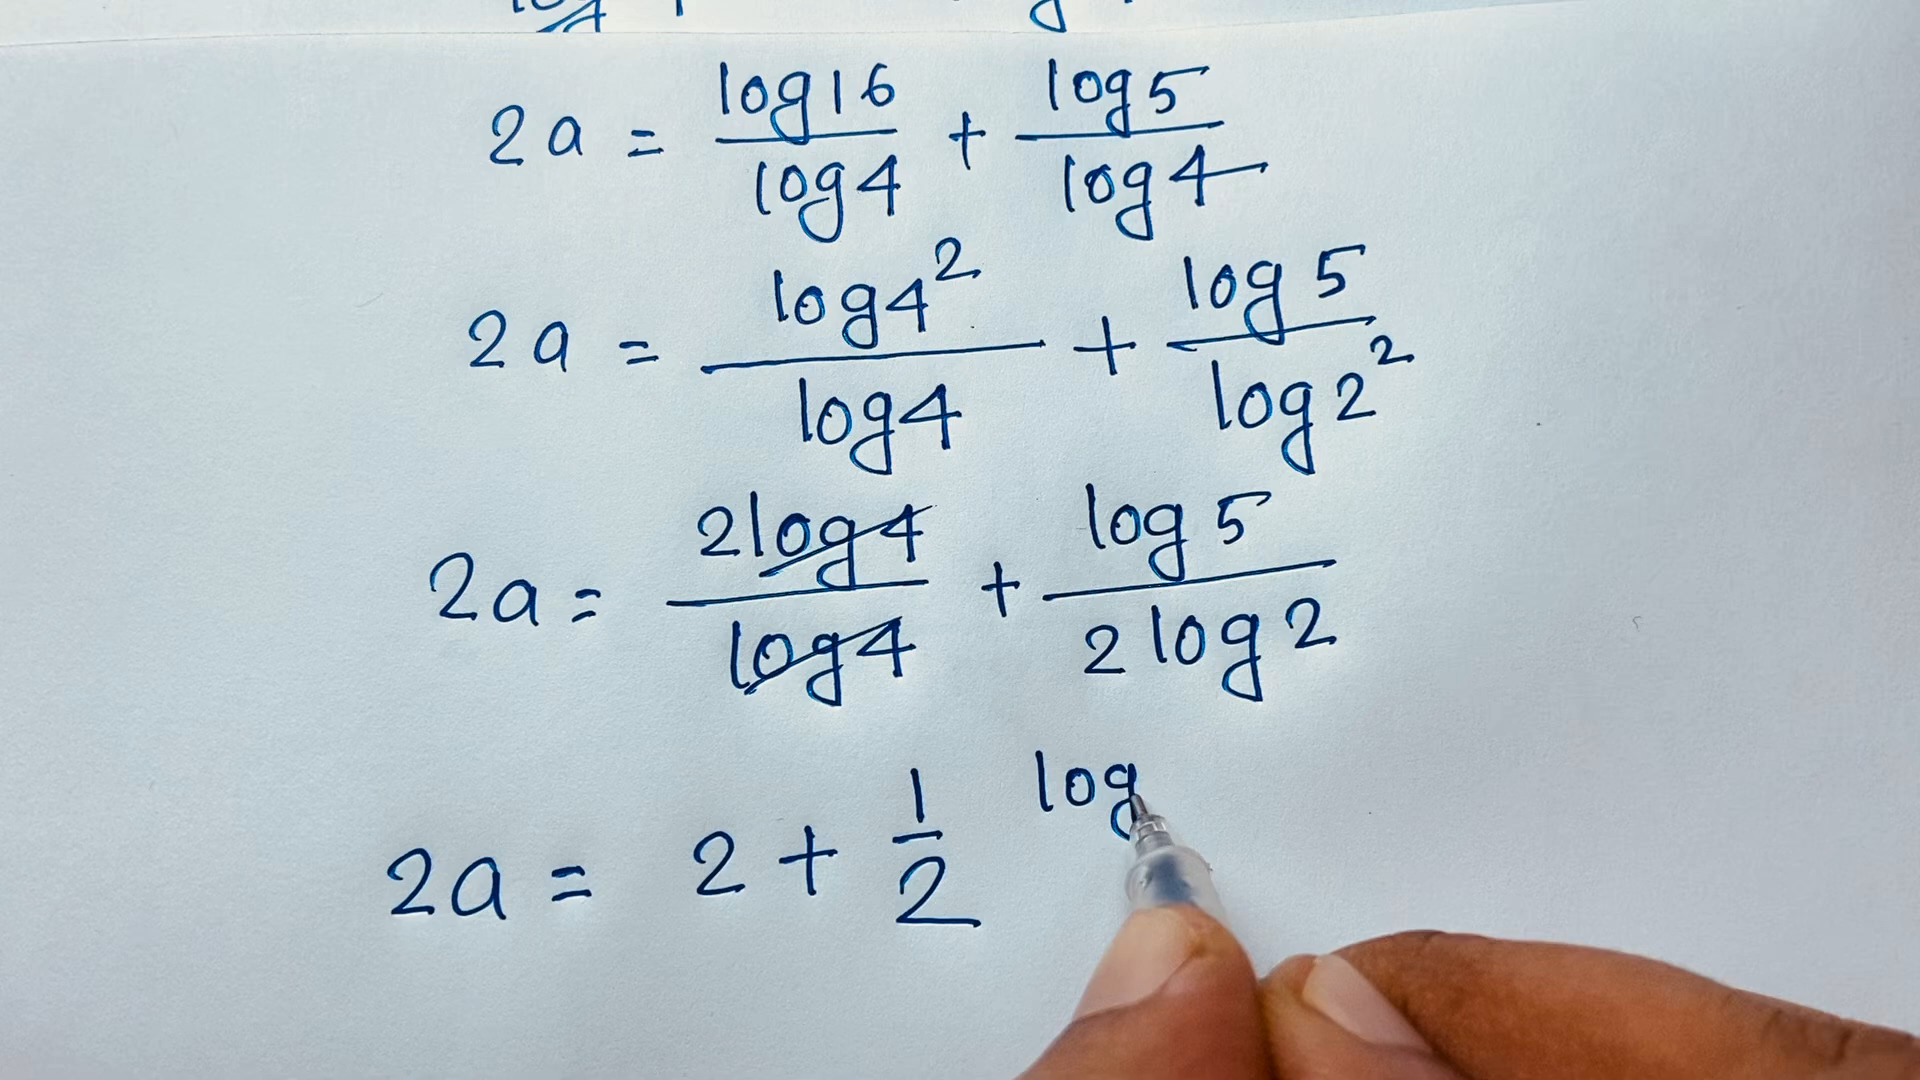 2a = log16/log4 + log5/log4
2a = log4²/log4 + log5/log2²
2a = 2log4/log4 + log5/2log2
2a = 2 + 1/2 log